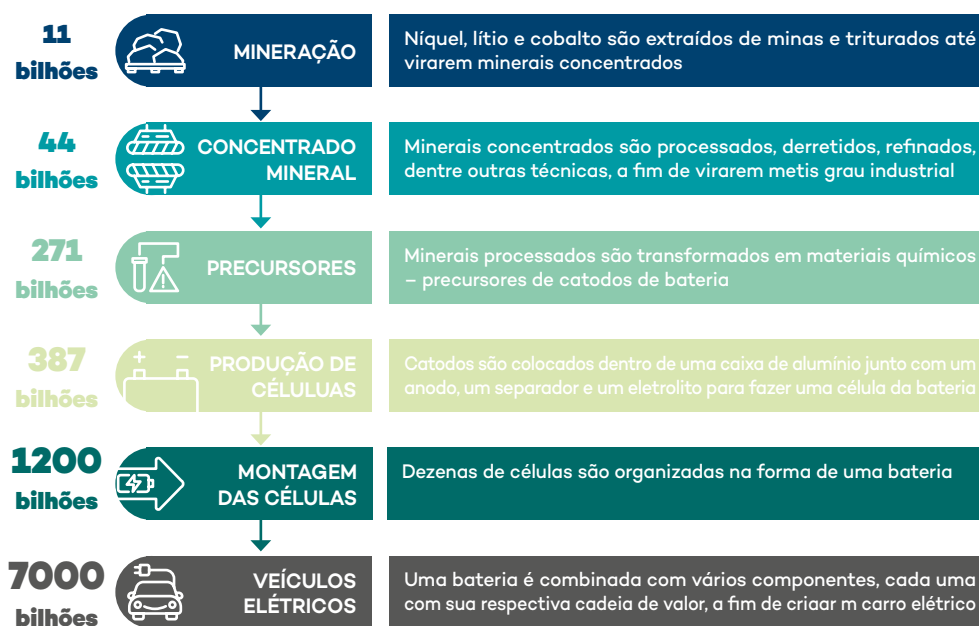 11
bilhões
MINERAÇÃO
Níquel, lítio e cobalto são extraídos de minas e triturados até
virarem minerais concentrados
44
bilhões
CONCENTRADO
MINERAL
Minerais concentrados são processados, derretidos, refinados,
dentre outras técnicas, a fim de virarem metis grau industrial
271
bilhões
PRECURSORES
Minerais processados são transformados em materiais químicos
– precursores de catodos de bateria
387
bilhões
PRODUÇÃO DE
CÉLULUAS
Catodos são colocados dentro de uma caixa de alumínio junto com um
anodo, um separador e um eletrolito para fazer uma célula da bateria
1200
bilhões
MONTAGEM
DAS CÉLULAS
Dezenas de células são organizadas na forma de uma bateria
7000
bilhões
VEÍCULOS
ELÉTRICOS
Uma bateria é combinada com vários componentes, cada uma
com sua respectiva cadeia de valor, a fim de criaar m carro elétrico